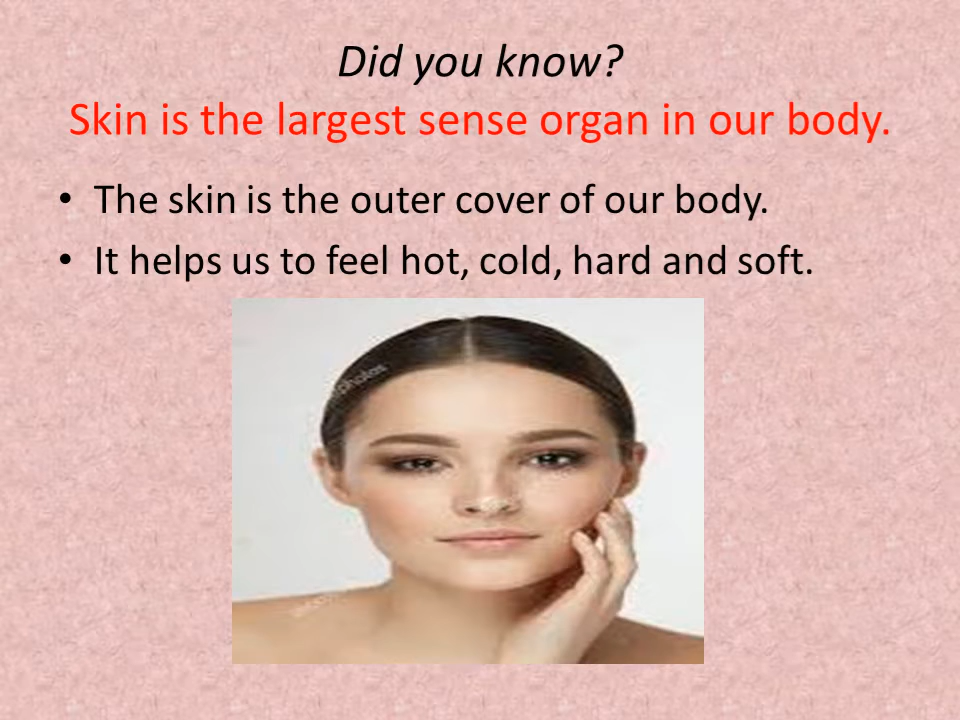 Did you know?
Skin is the largest sense organ in our body.
• The skin is the outer cover of our body.
• It helps us to feel hot, cold, hard and soft.
photos